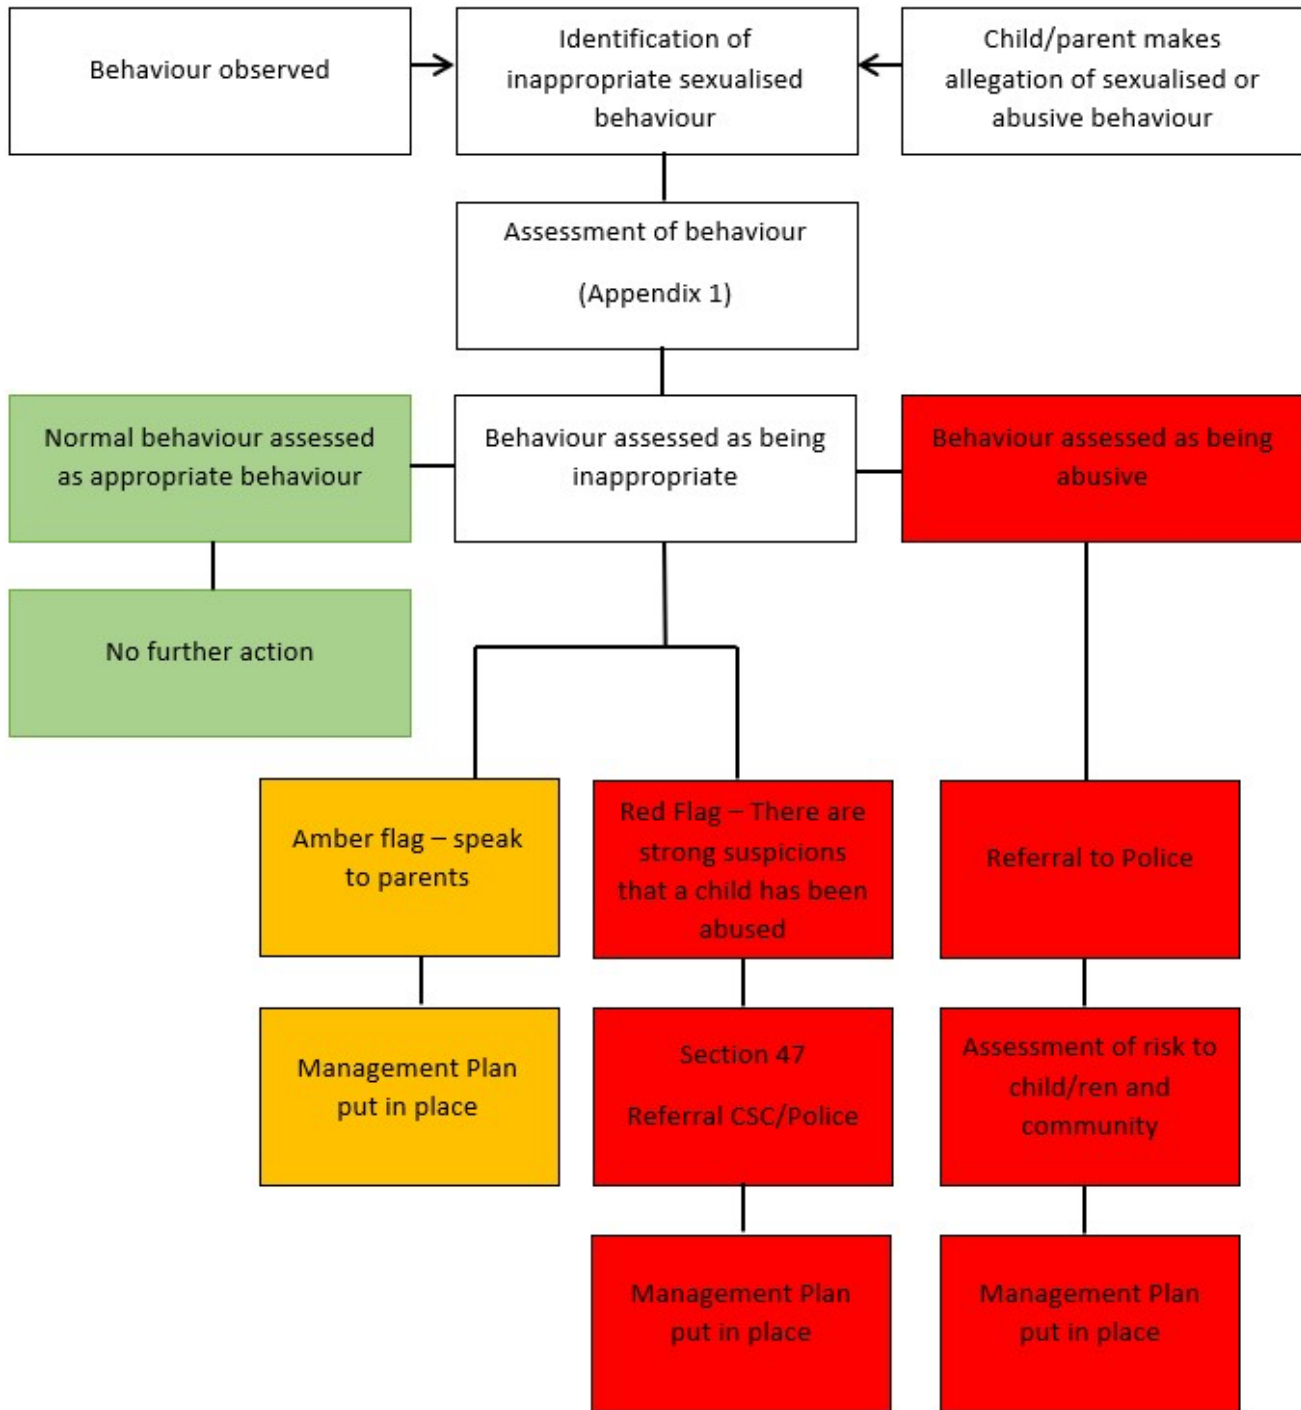 Behaviour observed
Identification of
inappropriate sexualised
behaviour
Child/parent makes
allegation of sexualised or
abusive behaviour
Assessment of behaviour
(Appendix 1)
Normal behaviour assessed
as appropriate behaviour
Behaviour assessed as being
inappropriate
Behaviour assessed as being
abusive
No further action
Amber flag – speak
to parents
Red Flag – There are
strong suspicions
that a child has been
abused
Referral to Police
Management Plan
put in place
Section 47
Referral CSC/Police
Assessment of risk to
child/ren and
community
Management Plan
put in place
Management Plan
put in place